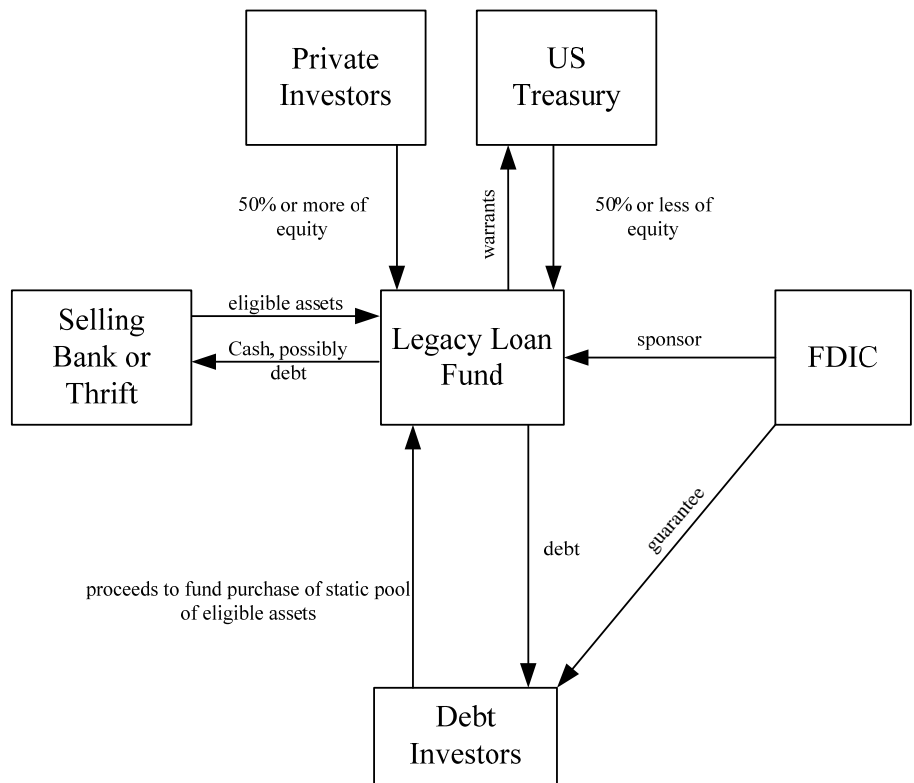 Private
Investors
US
Treasury
50% or more of
equity
warrants
50% or less of
equity
Selling
Bank or
Thrift
eligible assets
Cash, possibly
debt
Legacy Loan
Fund
sponsor
FDIC
guarantee
debt
proceeds to fund purchase of static pool
of eligible assets
Debt
Investors